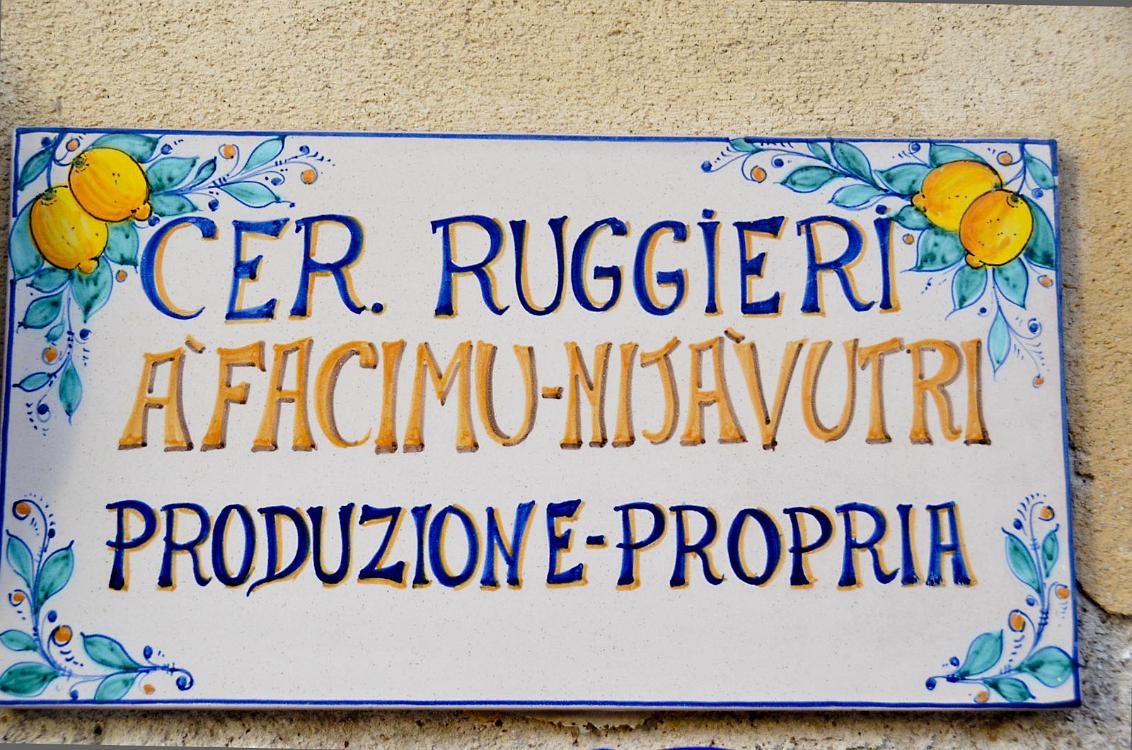 CER. RUGGIERI
A'FACIMU-NIJÀVUTRI
PRODUZIONE-PROPRIA